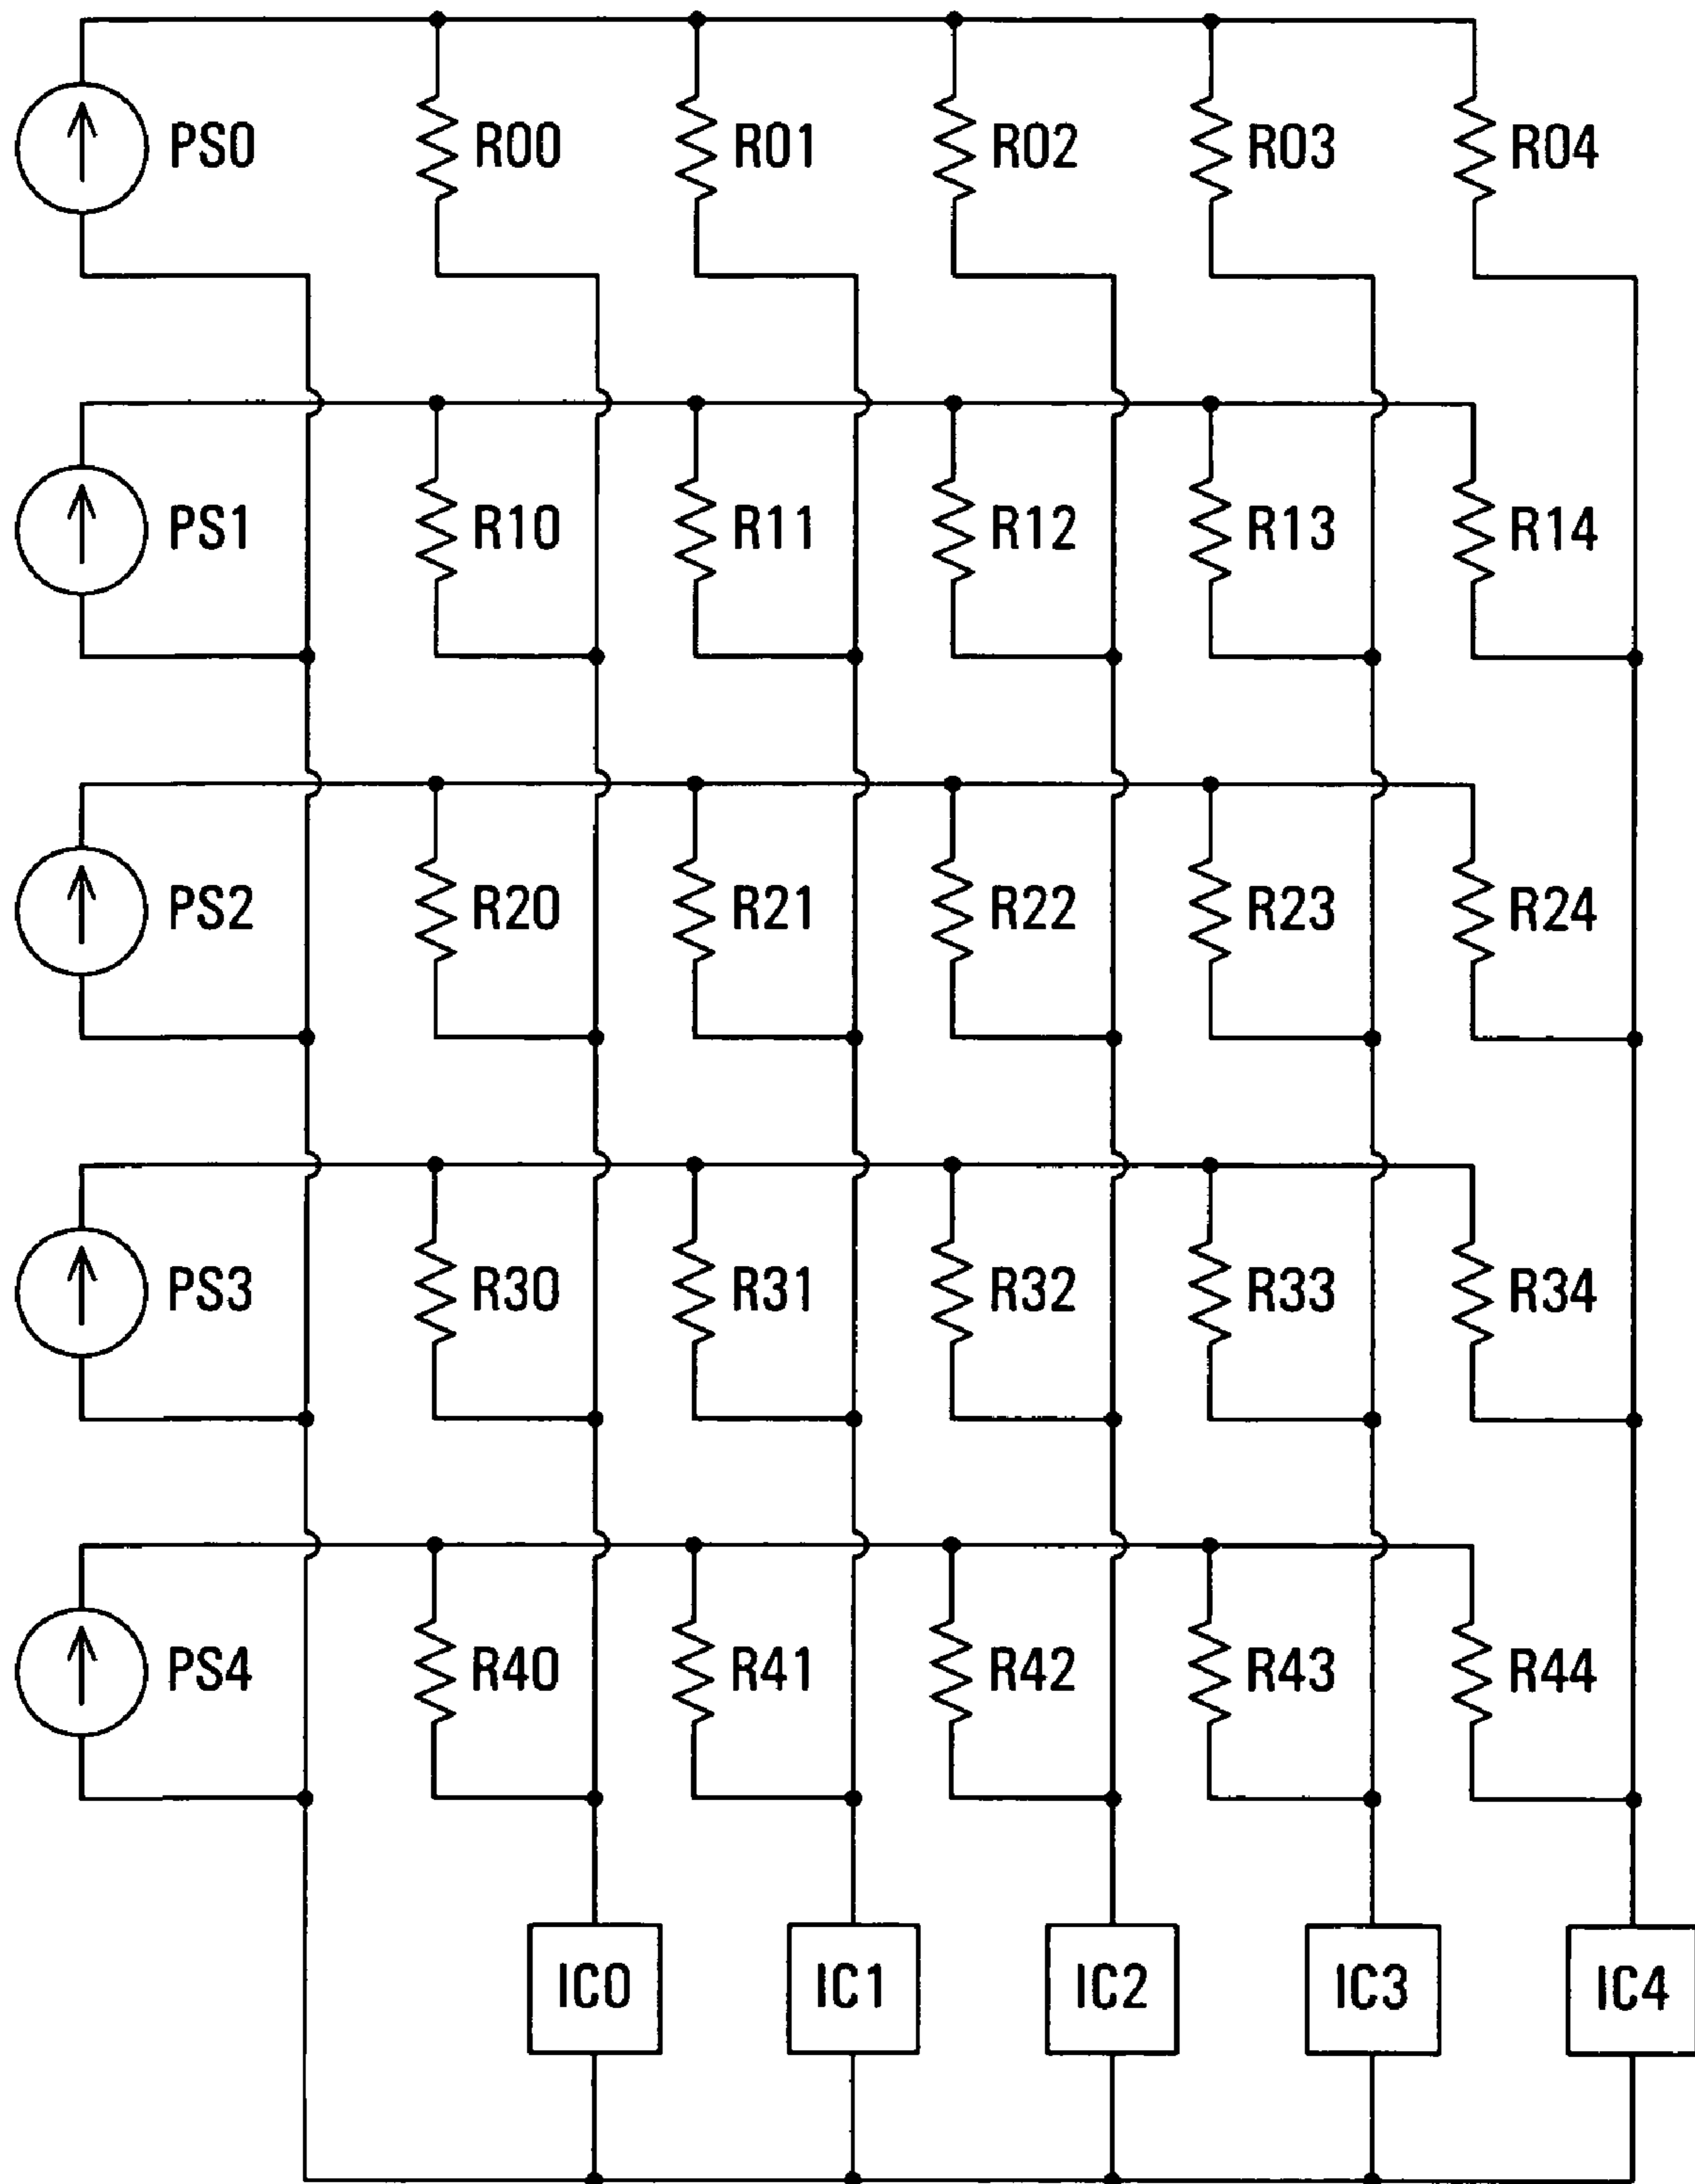 PS0 R00 R01 R02 R03 R04
PS1 R10 R11 R12 R13 R14
PS2 R20 R21 R22 R23 R24
PS3 R30 R31 R32 R33 R34
PS4 R40 R41 R42 R43 R44
IC0 IC1 IC2 IC3 IC4